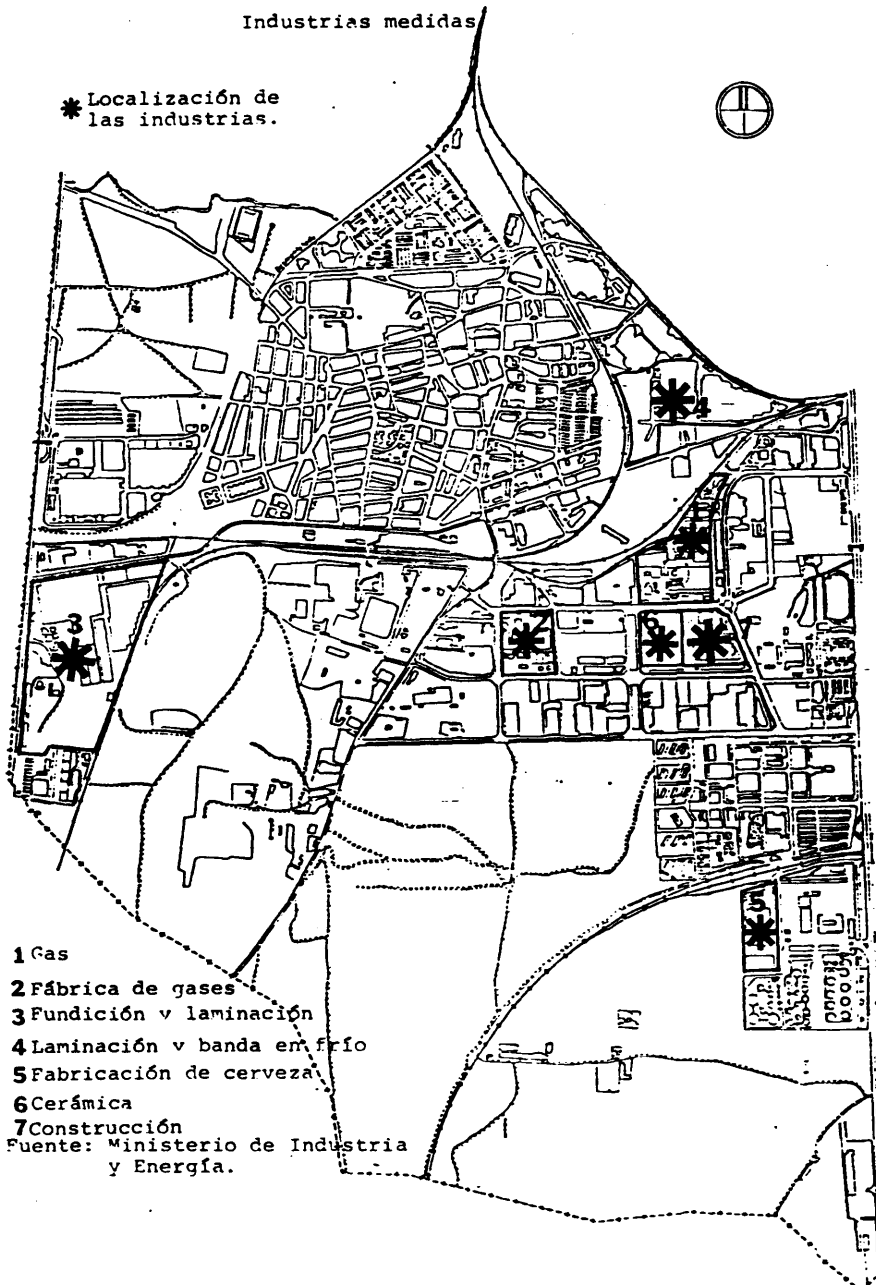 Industrias medidas
Localización de
las industrias.
4
3
2
6
5
1 Gas
2 Fábrica de gases
3 Fundición y laminación
4 Laminación y banda en frío
5 Fabricación de cerveza
6 Cerámica
7 Construcción
Fuente: Ministerio de Industria
y Energía.